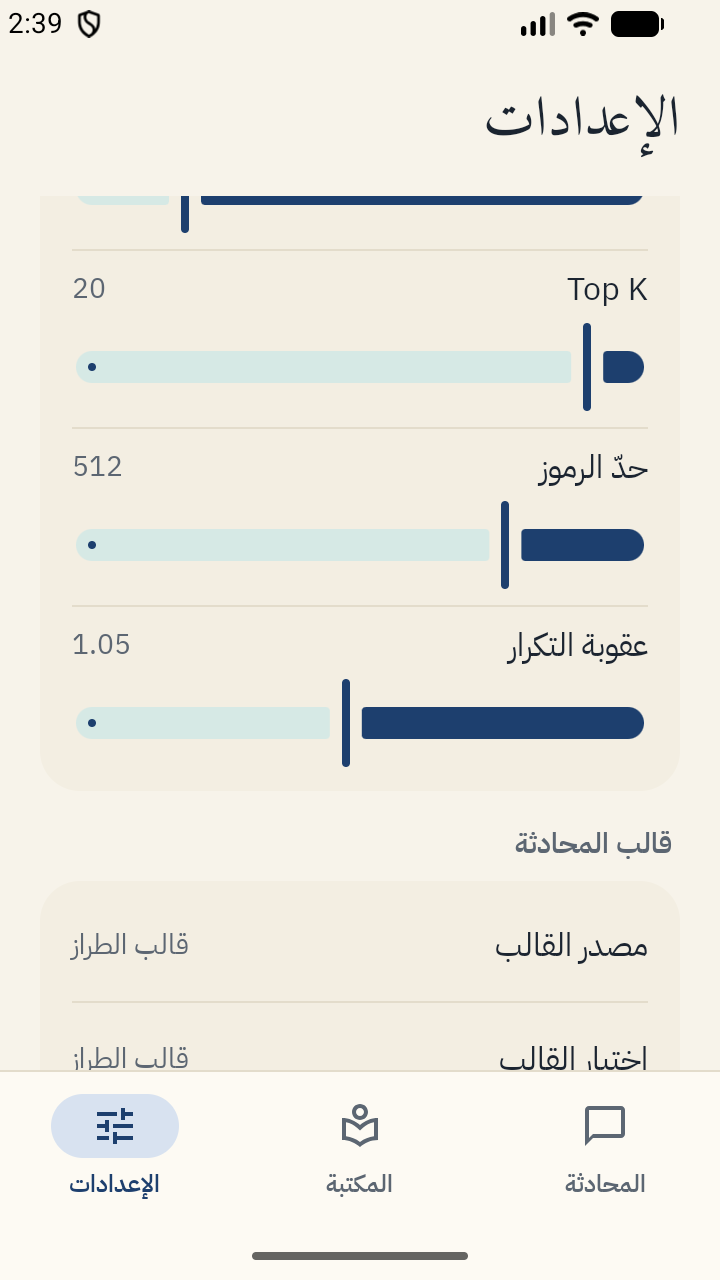 2:39
الإعدادات
Top K 20
حدّ الرموز 512
عقوبة التكرار 1.05
قالب المحادثة
مصدر القالب قالب الطراز
اختيار القالب قالب الطراز
المحادثة المكتبة الإعدادات